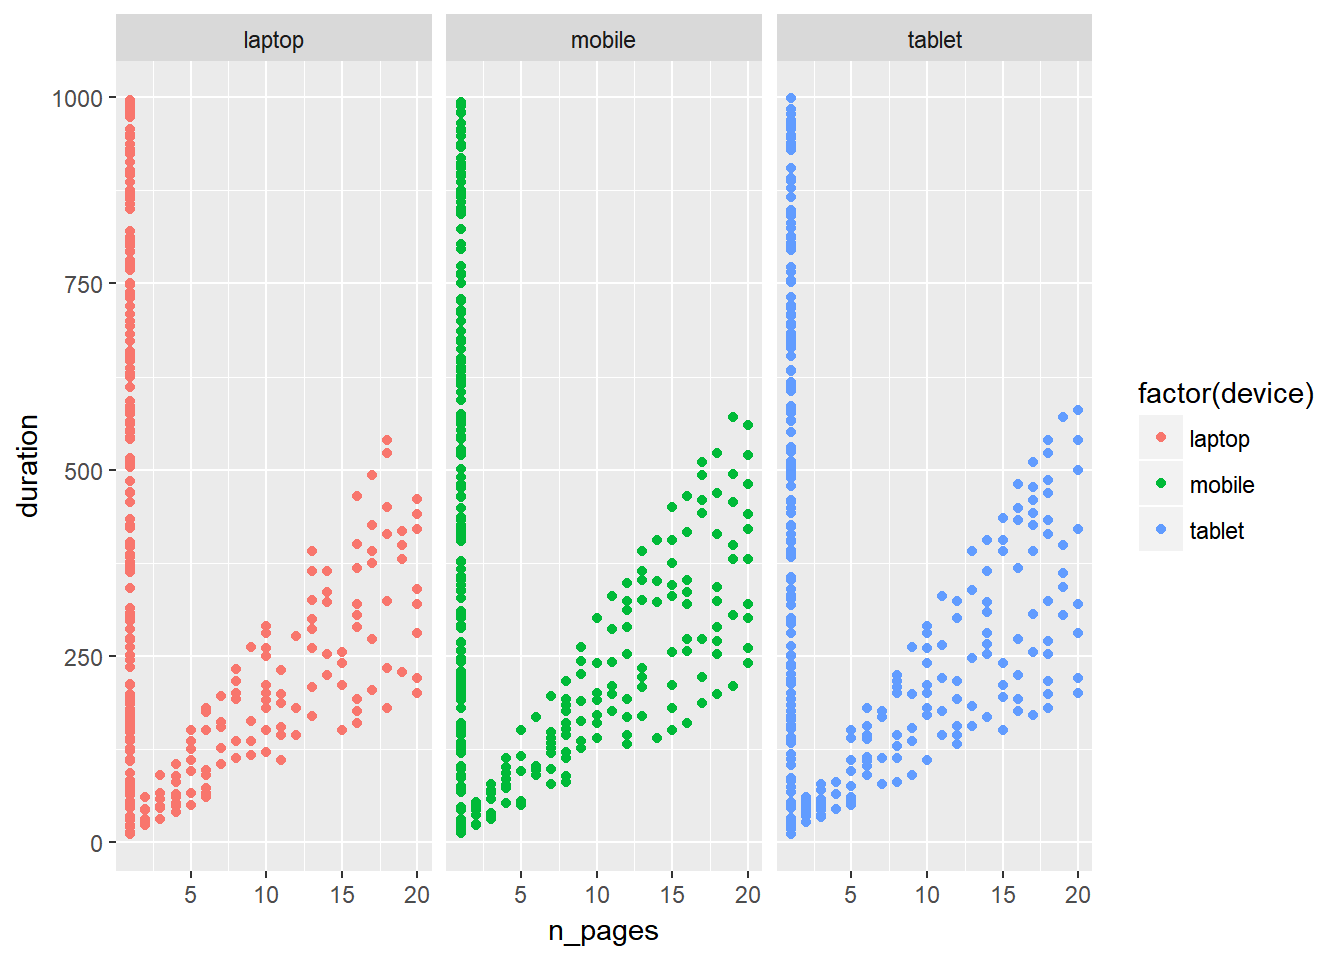 laptop mobile tablet
1000
750
500
250
0
duration
5 10 15 20 5 10 15 20 5 10 15 20
n_pages
factor(device)
laptop
mobile
tablet